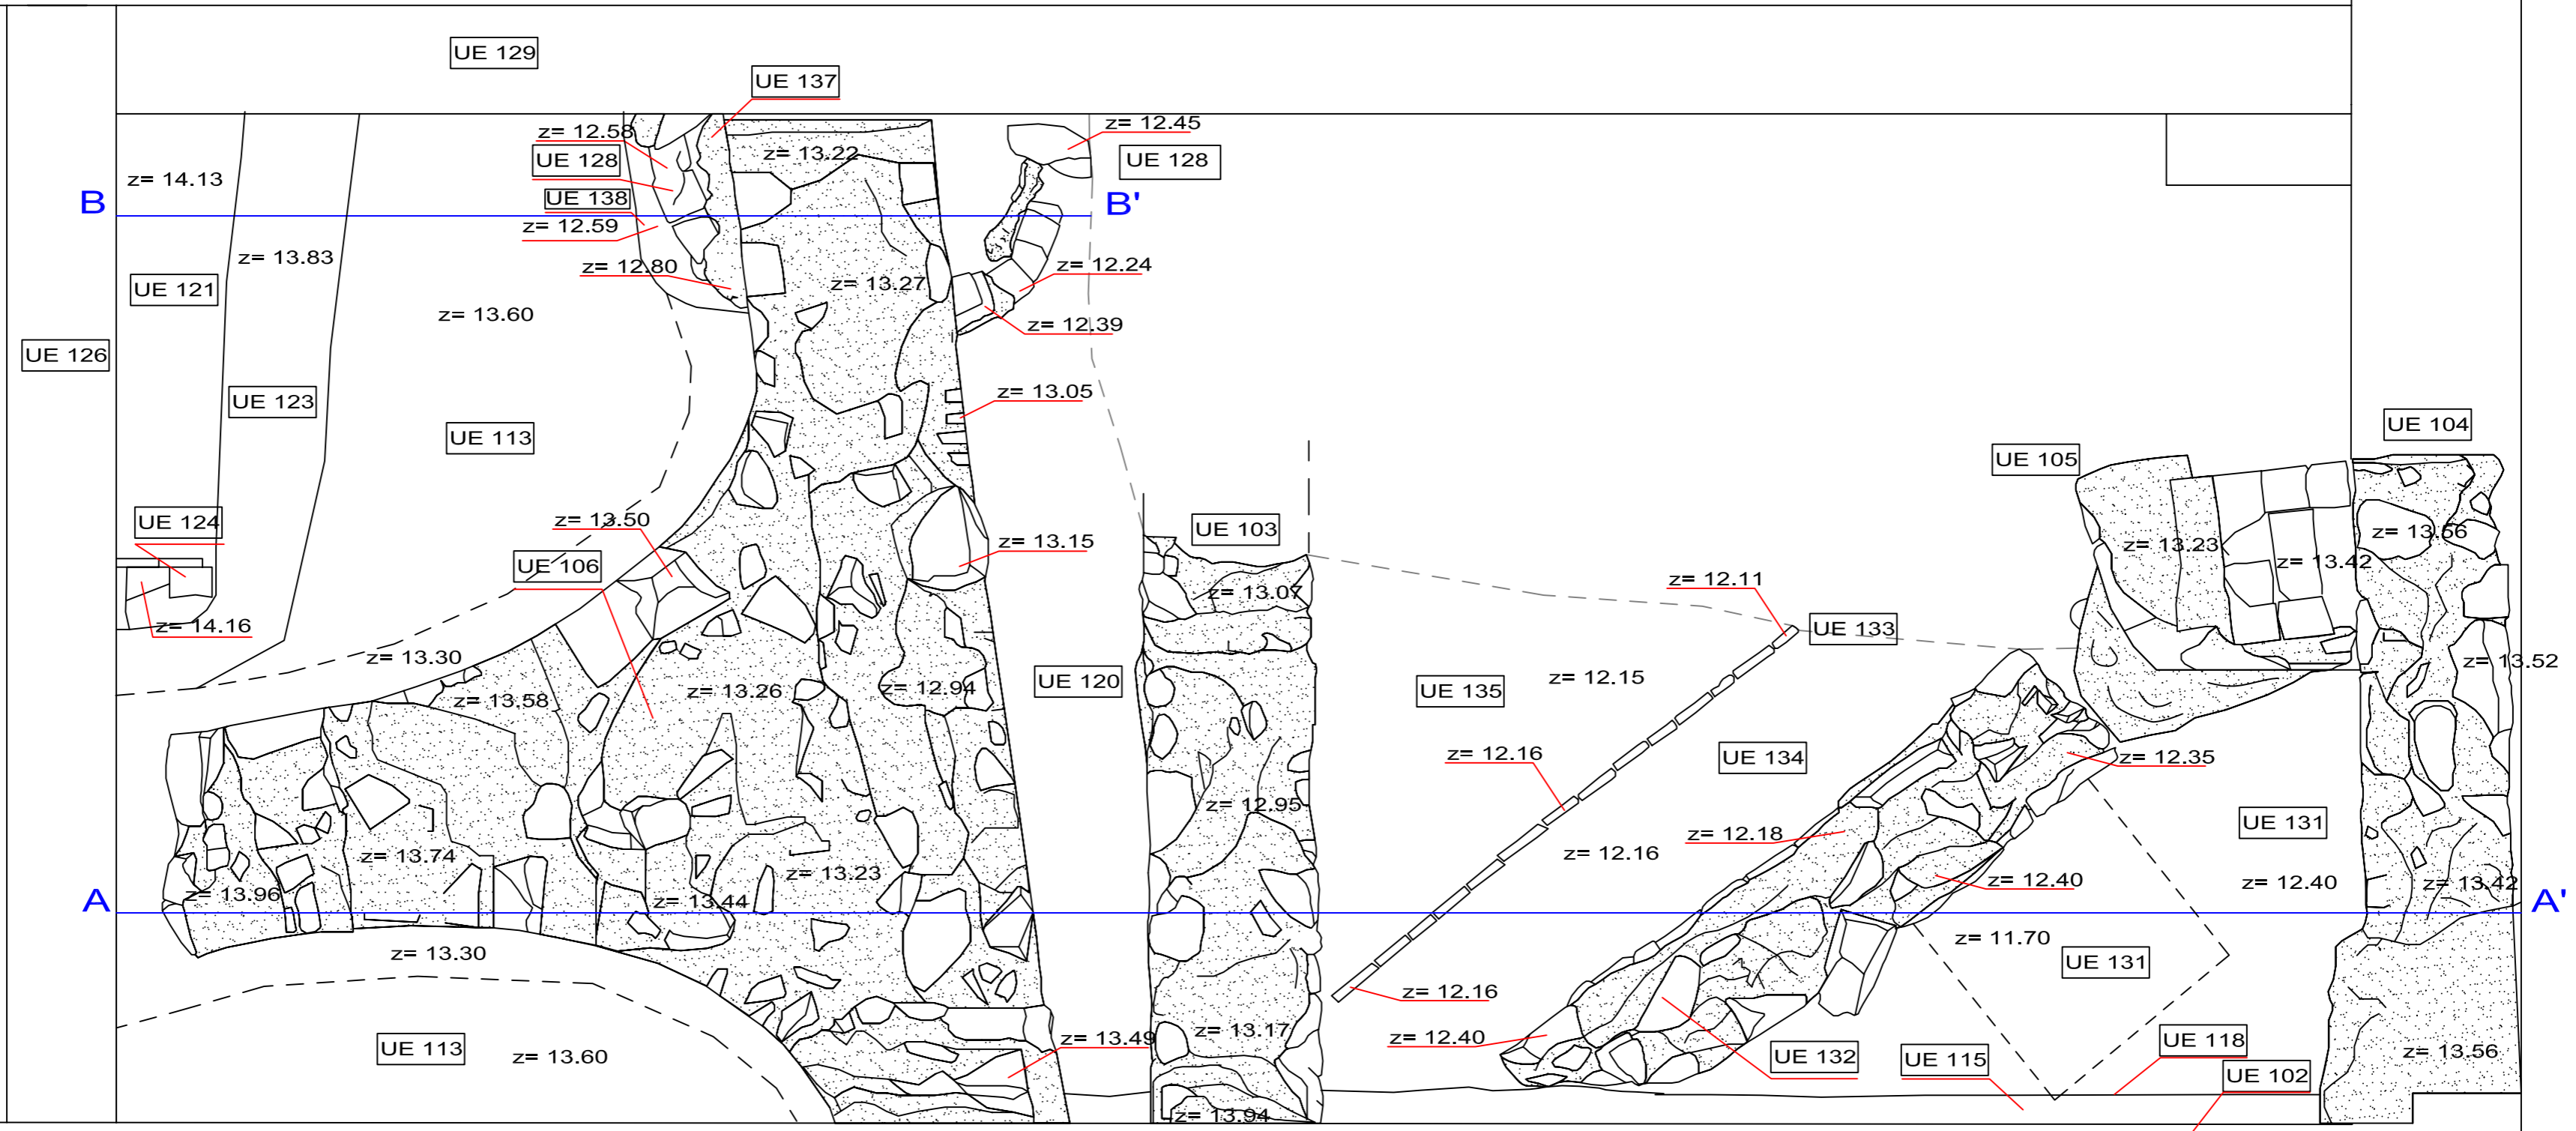 UE 129
UE 137
z= 12.58
z= 12.45
z= 13.22
UE 128
UE 128
z= 14.13
UE 138
B
B'
z= 12.59
z= 13.83
z= 12.80
z= 12.24
UE 121
z= 13.27
z= 13.60
z= 12.39
UE 126
z= 13.05
UE 123
UE 104
UE 113
UE 105
UE 124
z= 13.50
UE 103
z= 13.56
z= 13.15
z= 13.23
z= 13.42
UE 106
z= 12.11
z= 13.07
z= 14.16
UE 133
z= 13.30
z= 13.52
UE 120
z= 12.15
z= 13.58
z= 13.26
z= 12.94
UE 135
z= 12.16
UE 134
z= 12.35
z= 12.95
UE 131
z= 12.18
z= 13.74
z= 12.16
z= 13.96
z= 13.44
z= 13.23
z= 12.40
z= 12.40
z= 13.42
A
A'
z= 13.30
z= 11.70
UE 131
z= 12.16
z= 13.17
z= 13.49
z= 12.40
UE 118
UE 113
z= 13.60
UE 132
UE 115
z= 13.56
UE 102
z= 13.94